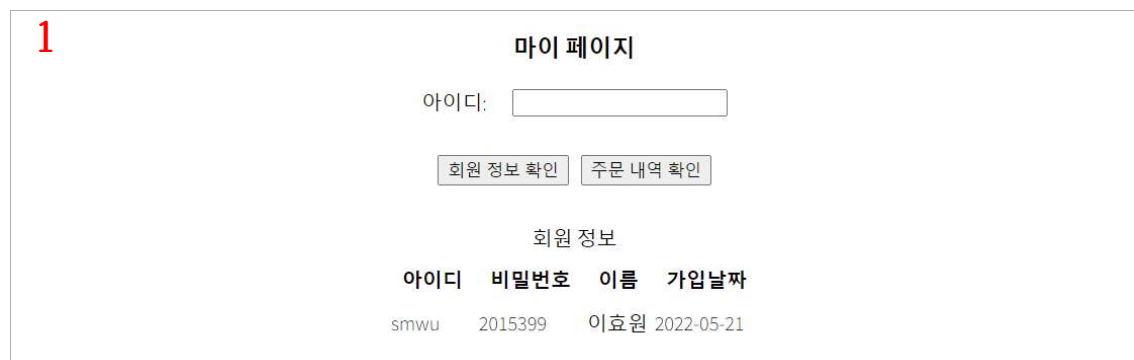 1
마이 페이지
아이디:
회원 정보 확인 주문 내역 확인
회원 정보
아이디 비밀번호 이름 가입날짜
smwu 2015399 이효원 2022-05-21